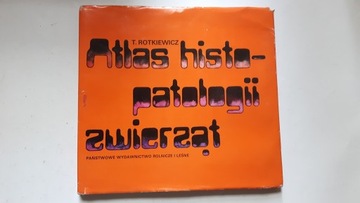 T. ROTKIEWICZ
Atlas histo-
patologii
zwierząt
PAŃSTWOWE WYDAWNICTWO ROLNICZE I LEŚNE